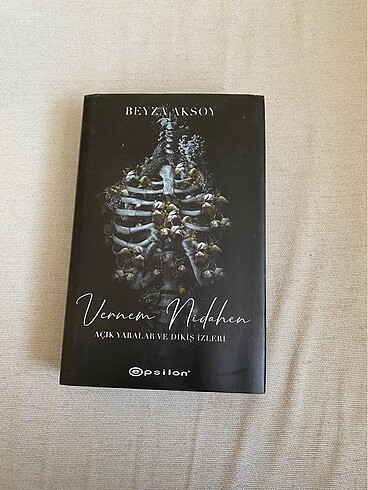 BEYZA AKSOY
Vernem Nidahen
AÇIK YARALAR VE DİKİŞ İZLERİ
epsilon